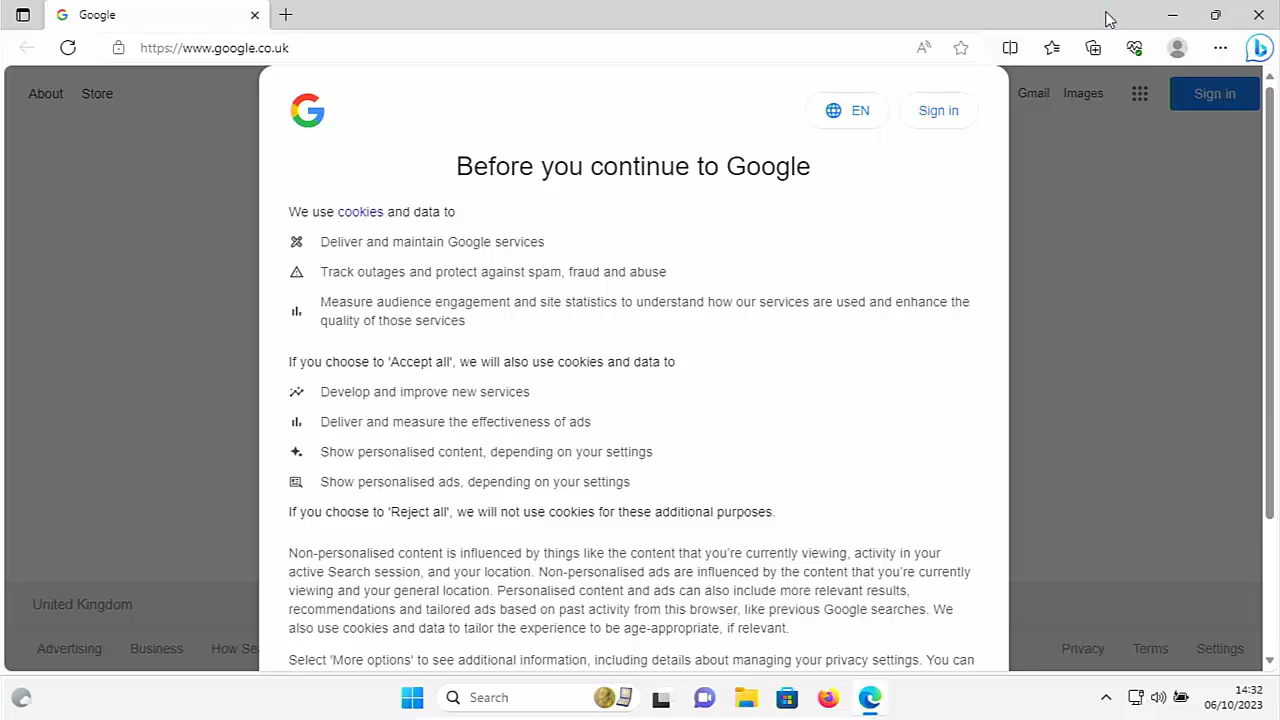 Google
https://www.google.co.uk
About
Store
Gmail
Images
Sign in
EN
Sign in
Before you continue to Google
We use cookies and data to
Deliver and maintain Google services
Track outages and protect against spam, fraud and abuse
Measure audience engagement and site statistics to understand how our services are used and enhance the
quality of those services
If you choose to 'Accept all', we will also use cookies and data to
Develop and improve new services
Deliver and measure the effectiveness of ads
Show personalised content, depending on your settings
Show personalised ads, depending on your settings
If you choose to 'Reject all', we will not use cookies for these additional purposes.
Non-personalised content is influenced by things like the content that you're currently viewing, activity in your
active Search session, and your location. Non-personalised ads are influenced by the content that you're currently
viewing and your general location. Personalised content and ads can also include more relevant results,
recommendations and tailored ads based on past activity from this browser, like previous Google searches. We
also use cookies and data to tailor the experience to be age-appropriate, if relevant.
Select 'More options' to see additional information, including details about managing your privacy settings. You can
United Kingdom
Advertising
Business
How Sea
Privacy
Terms
Settings
Search
14:32
06/10/2023